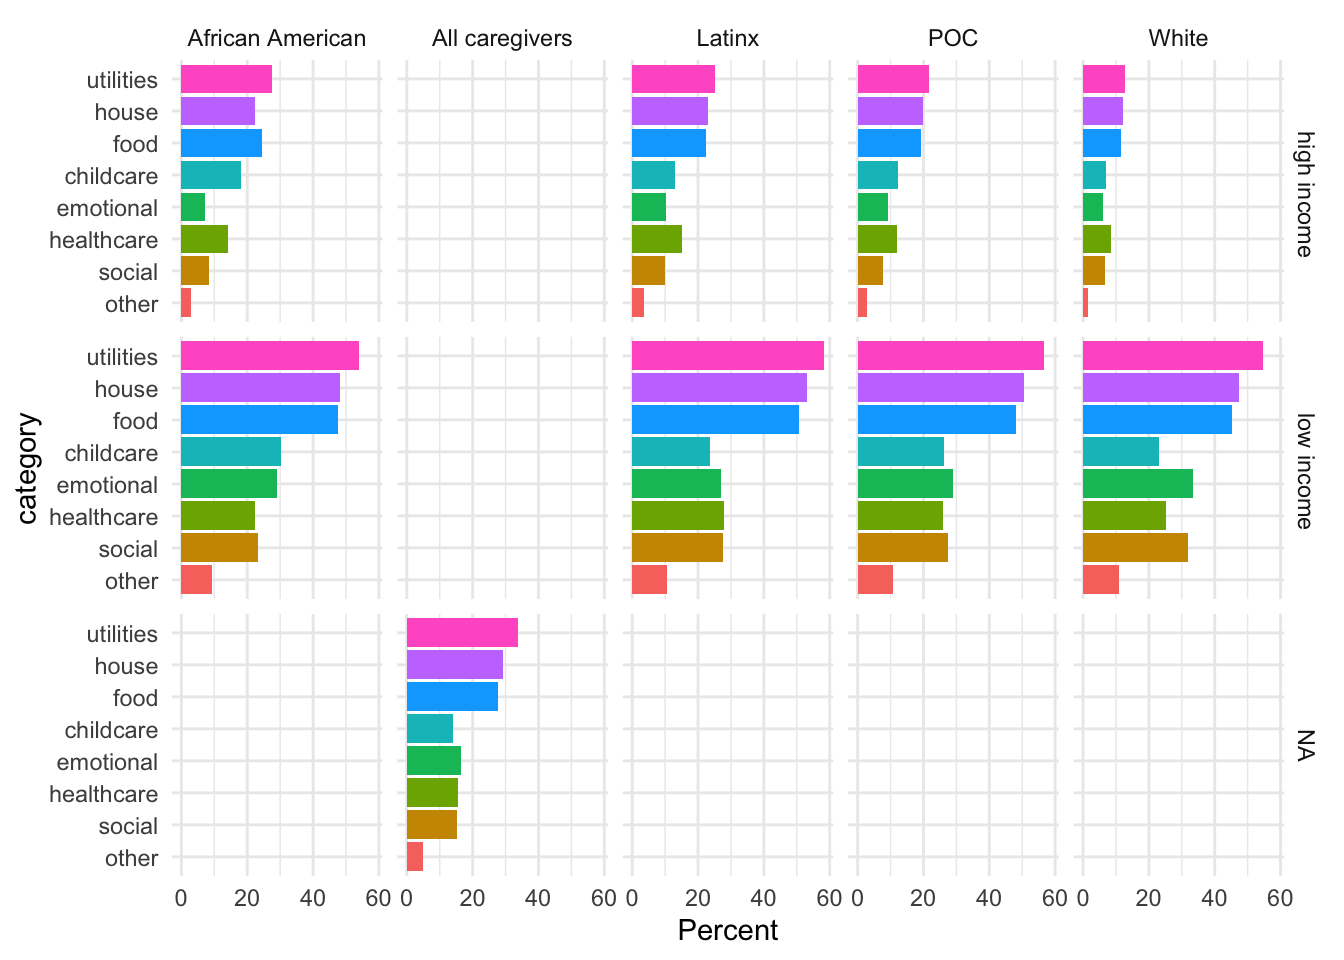 African American All caregivers Latinx POC White
utilities
house
food
childcare
emotional
healthcare
social
other
high income
utilities
house
food
childcare
emotional
healthcare
social
other
low income
utilities
house
food
childcare
emotional
healthcare
social
other
NA
category
0 20 40 60 0 20 40 60 0 20 40 60 0 20 40 60 0 20 40 60
Percent